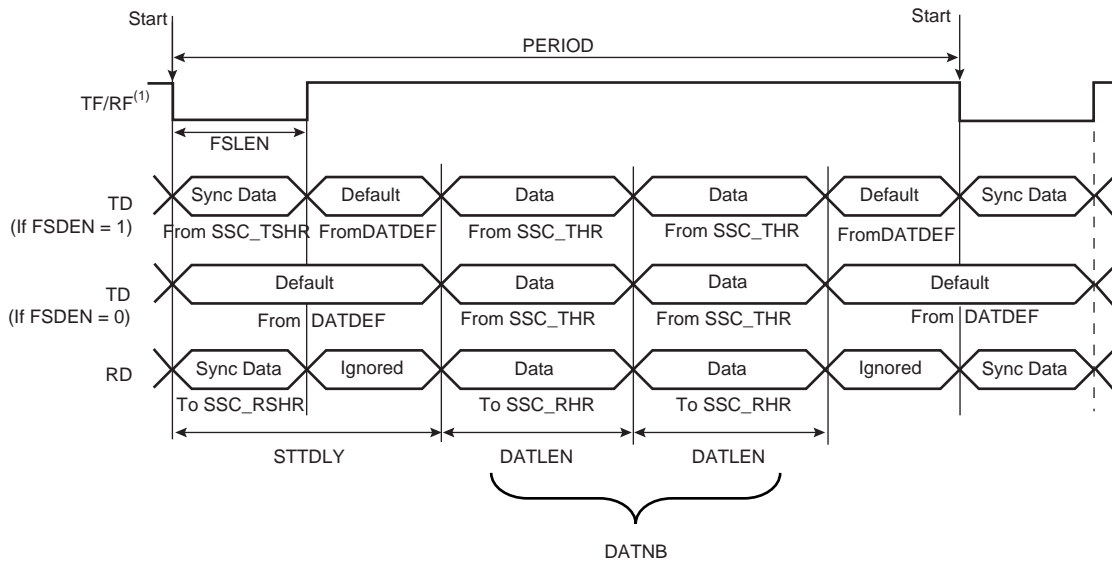 Start Start
PERIOD
TF/RF(1)
FSLEN
TD
(If FSDEN = 1)
Sync Data Default Data Data Default Sync Data
From SSC_TSHR FromDATDEF From SSC_THR From SSC_THR FromDATDEF
TD
(If FSDEN = 0)
Default Data Data Default
From DATDEF From SSC_THR From SSC_THR From DATDEF
RD
Sync Data Ignored Data Data Ignored Sync Data
To SSC_RSHR To SSC_RHR To SSC_RHR
STTDLY DATLEN DATLEN
DATNB